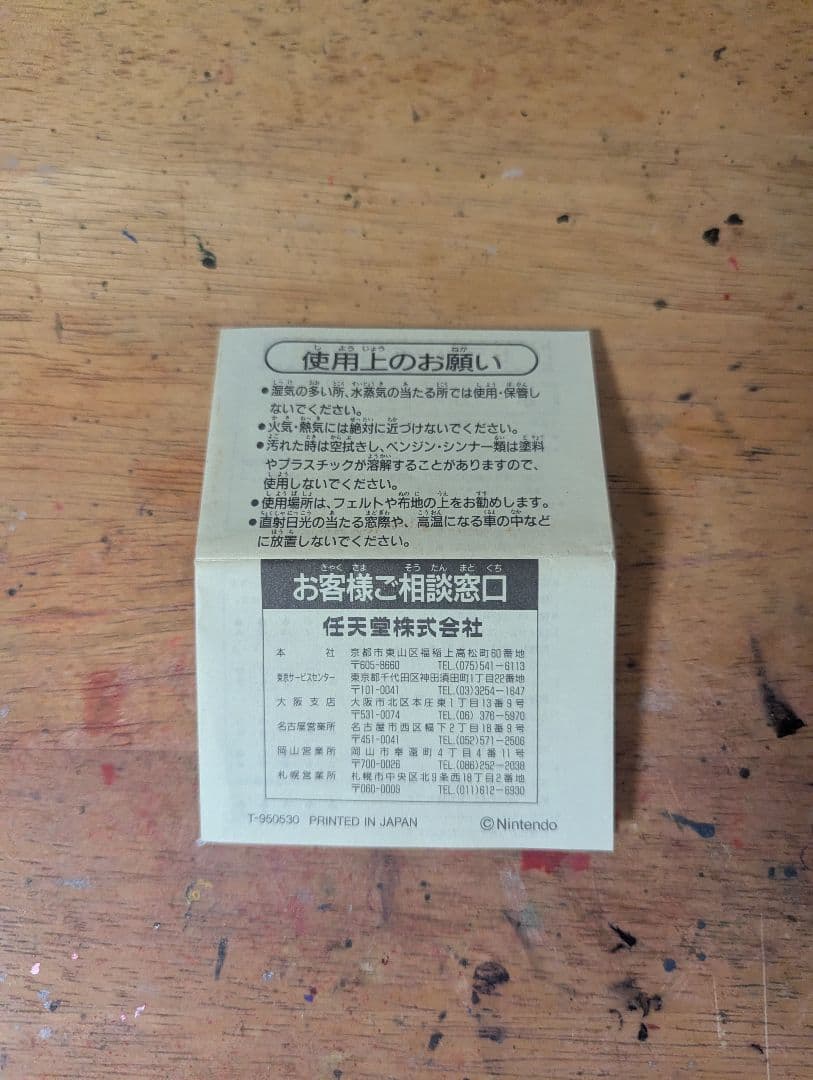 使用上のお願い
●湿気の多い所、水蒸気の当たる所では使用・保管し
ないでください。
●火気・熱気には絶対に近づけないでください。
●汚れた時は空拭きし、ベンジン・シンナー類は塗料
やプラスチックが溶解することがありますので、
使用しないでください。
●使用場所は、フェルトや布地の上をお勧めします。
●直射日光の当たる窓際や、高温になる車の中など
に放置しないでください。
お客様ご相談窓口
任天堂株式会社
本社 京都市東山区福稲上高松町60番地
〒605-8660 TEL.(075)541-6113
東京サービスセンター 東京都千代田区神田須田町1丁目22番地
〒101-0041 TEL.(03)3254-1647
大阪支店 大阪市北区本庄東1丁目13番9号
〒531-0074 TEL.(06)376-5970
名古屋営業所 名古屋市西区幅下2丁目18番9号
〒451-0041 TEL.(052)571-2506
岡山営業所 岡山市奉還町4丁目4番11号
〒700-0026 TEL.(086)252-2038
札幌営業所 札幌市中央区北9条西18丁目2番地
〒060-0009 TEL.(011)612-6930
T-950530 PRINTED IN JAPAN ©Nintendo